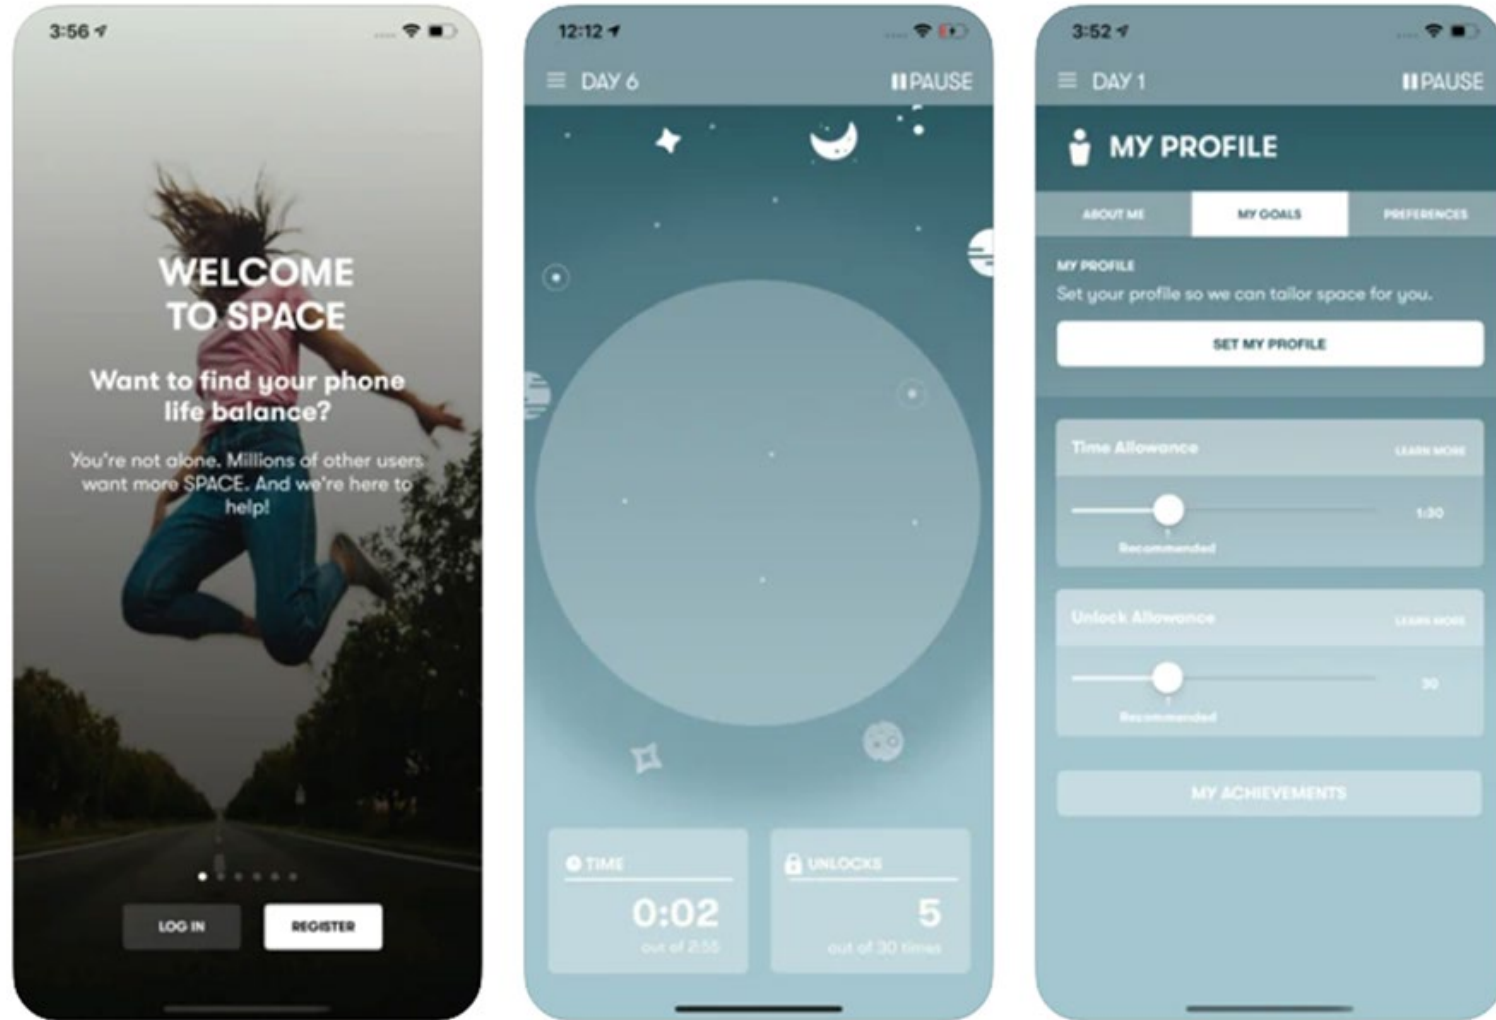 3:56
WELCOME
TO SPACE
Want to find your phone
life balance?
You're not alone. Millions of other users
want more SPACE. And we're here to
help!
LOG IN
REGISTER
12:12
DAY 6
PAUSE
TIME
0:02
out of 2:55
UNLOCKS
5
out of 30 times
3:52
DAY 1
PAUSE
MY PROFILE
ABOUT ME
MY GOALS
PREFERENCES
MY PROFILE
Set your profile so we can tailor space for you.
SET MY PROFILE
Time Allowance
LEARN MORE
1:30
Recommended
Unlock Allowance
LEARN MORE
30
Recommended
MY ACHIEVEMENTS